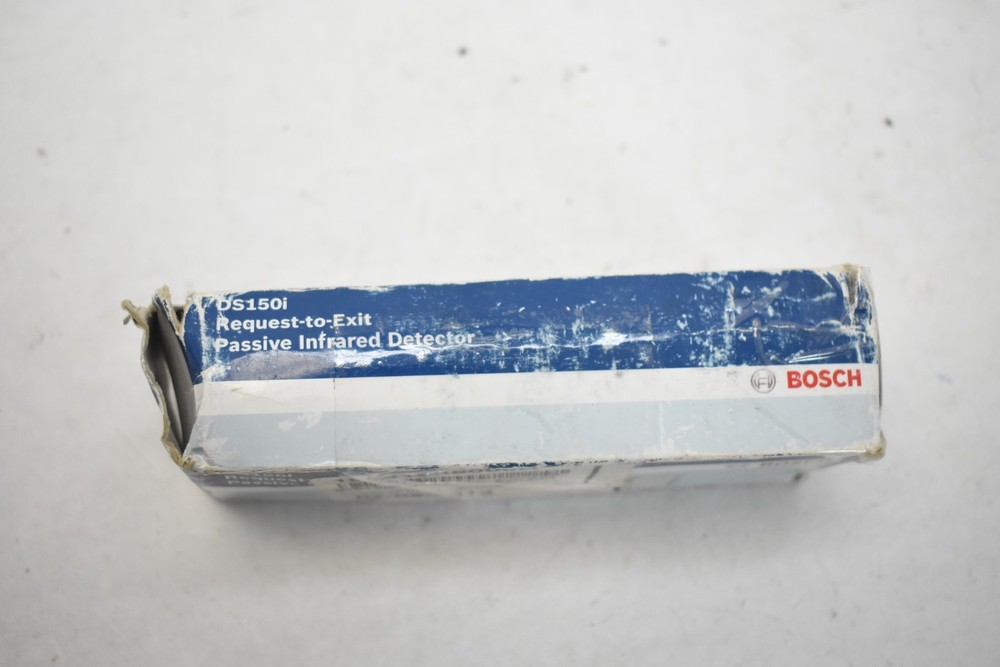 DS150i
Request-to-Exit
Passive Infrared Detector
BOSCH